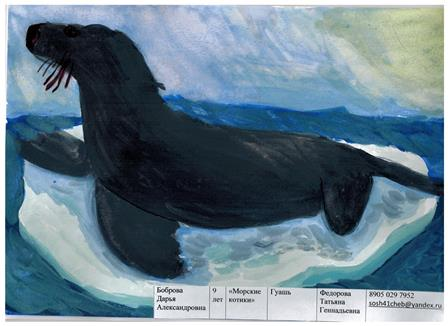 Боброва Дарья Александровна
9 лет
«Морские котики»
Гуашь
Федорова Татьяна Геннадьевна
8905 029 7952
sosh41cheb@yandex.ru